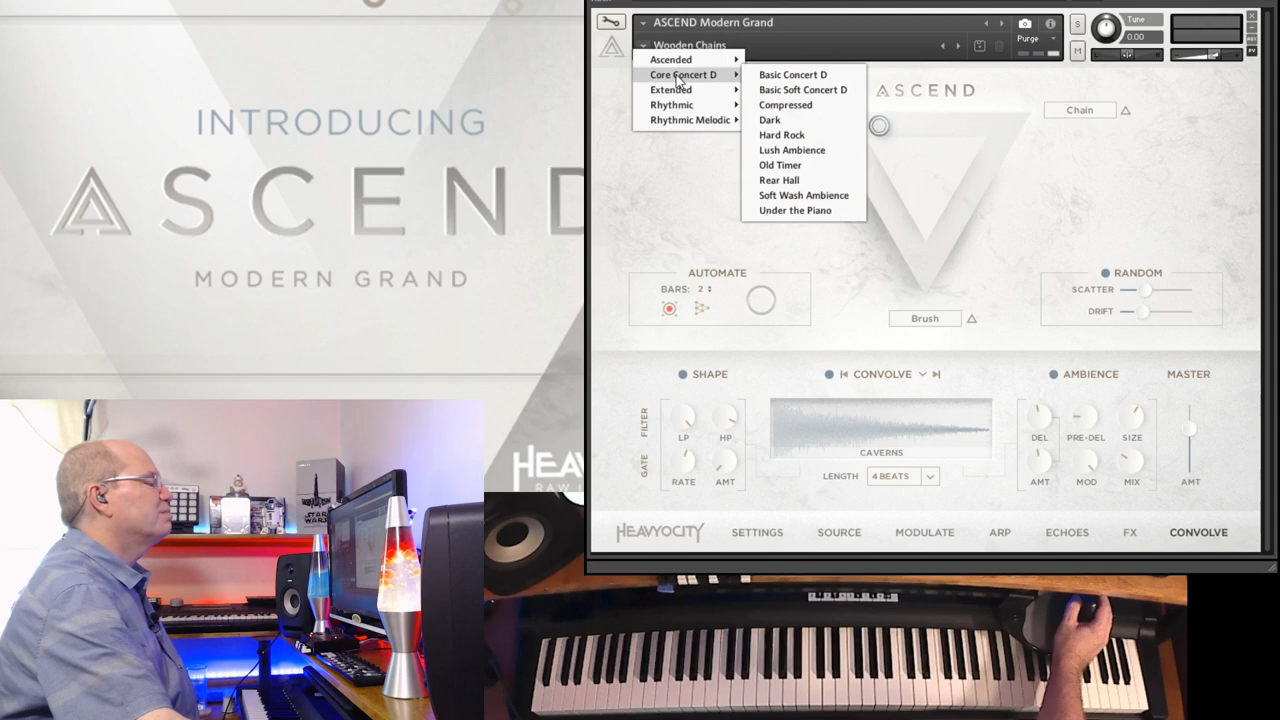 INTRODUCING
ASCEND
MODERN GRAND
HEAV
RAW
STAR
WARS
ASCEND Modern Grand
Wooden Chains
Purge
S
M
Tune
0.00
Ascended
Core Concert D
Extended
Rhythmic
Rhythmic Melodic
Basic Concert D
Basic Soft Concert D
Compressed
Dark
Hard Rock
Lush Ambience
Old Timer
Rear Hall
Soft Wash Ambience
Under the Piano
ASCEND
Chain
Brush
AUTOMATE
BARS: 2
RANDOM
SCATTER
DRIFT
SHAPE
FILTER
LP
HP
GATE
RATE
AMT
CONVOLVE
CAVERNS
LENGTH
4 BEATS
AMBIENCE
DEL
PRE-DEL
SIZE
AMT
MOD
MIX
MASTER
AMT
HEAVYOCITY
SETTINGS
SOURCE
MODULATE
ARP
ECHOES
FX
CONVOLVE